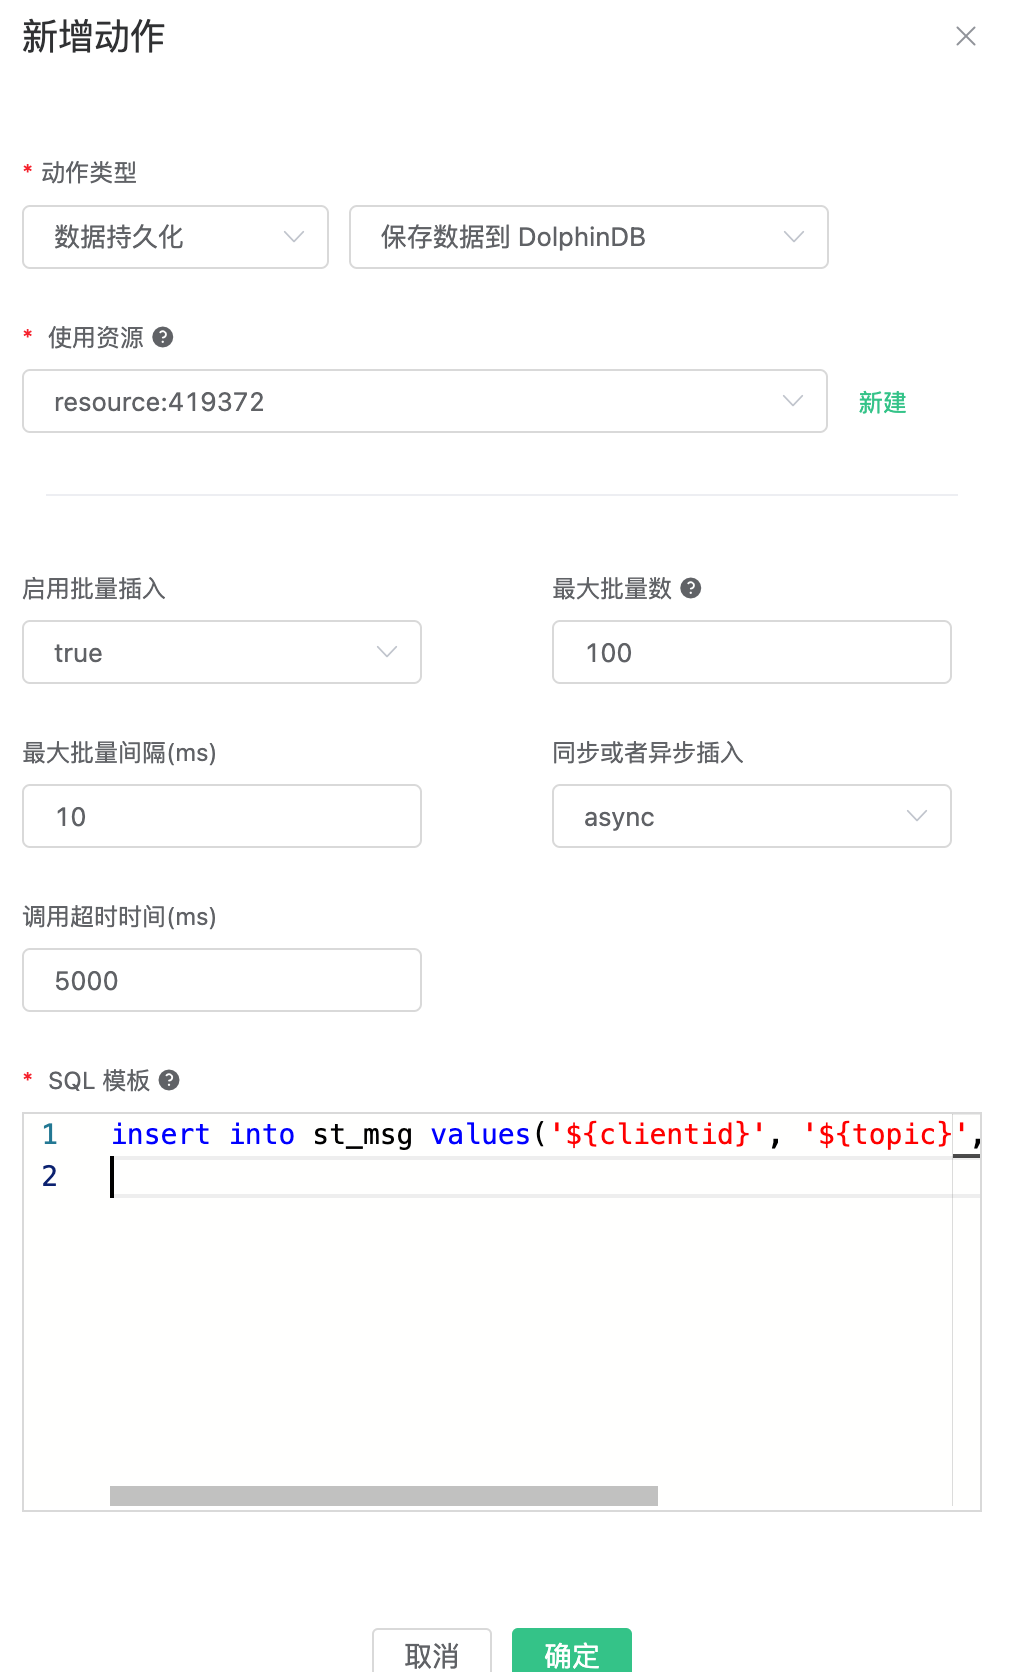 新增动作
* 动作类型
数据持久化 保存数据到 DolphinDB
* 使用资源
resource:419372 新建
启用批量插入 最大批量数
true 100
最大批量间隔(ms) 同步或者异步插入
10 async
调用超时时间(ms)
5000
* SQL 模板
1 insert into st_msg values('${clientid}', '${topic}',
2
取消 确定